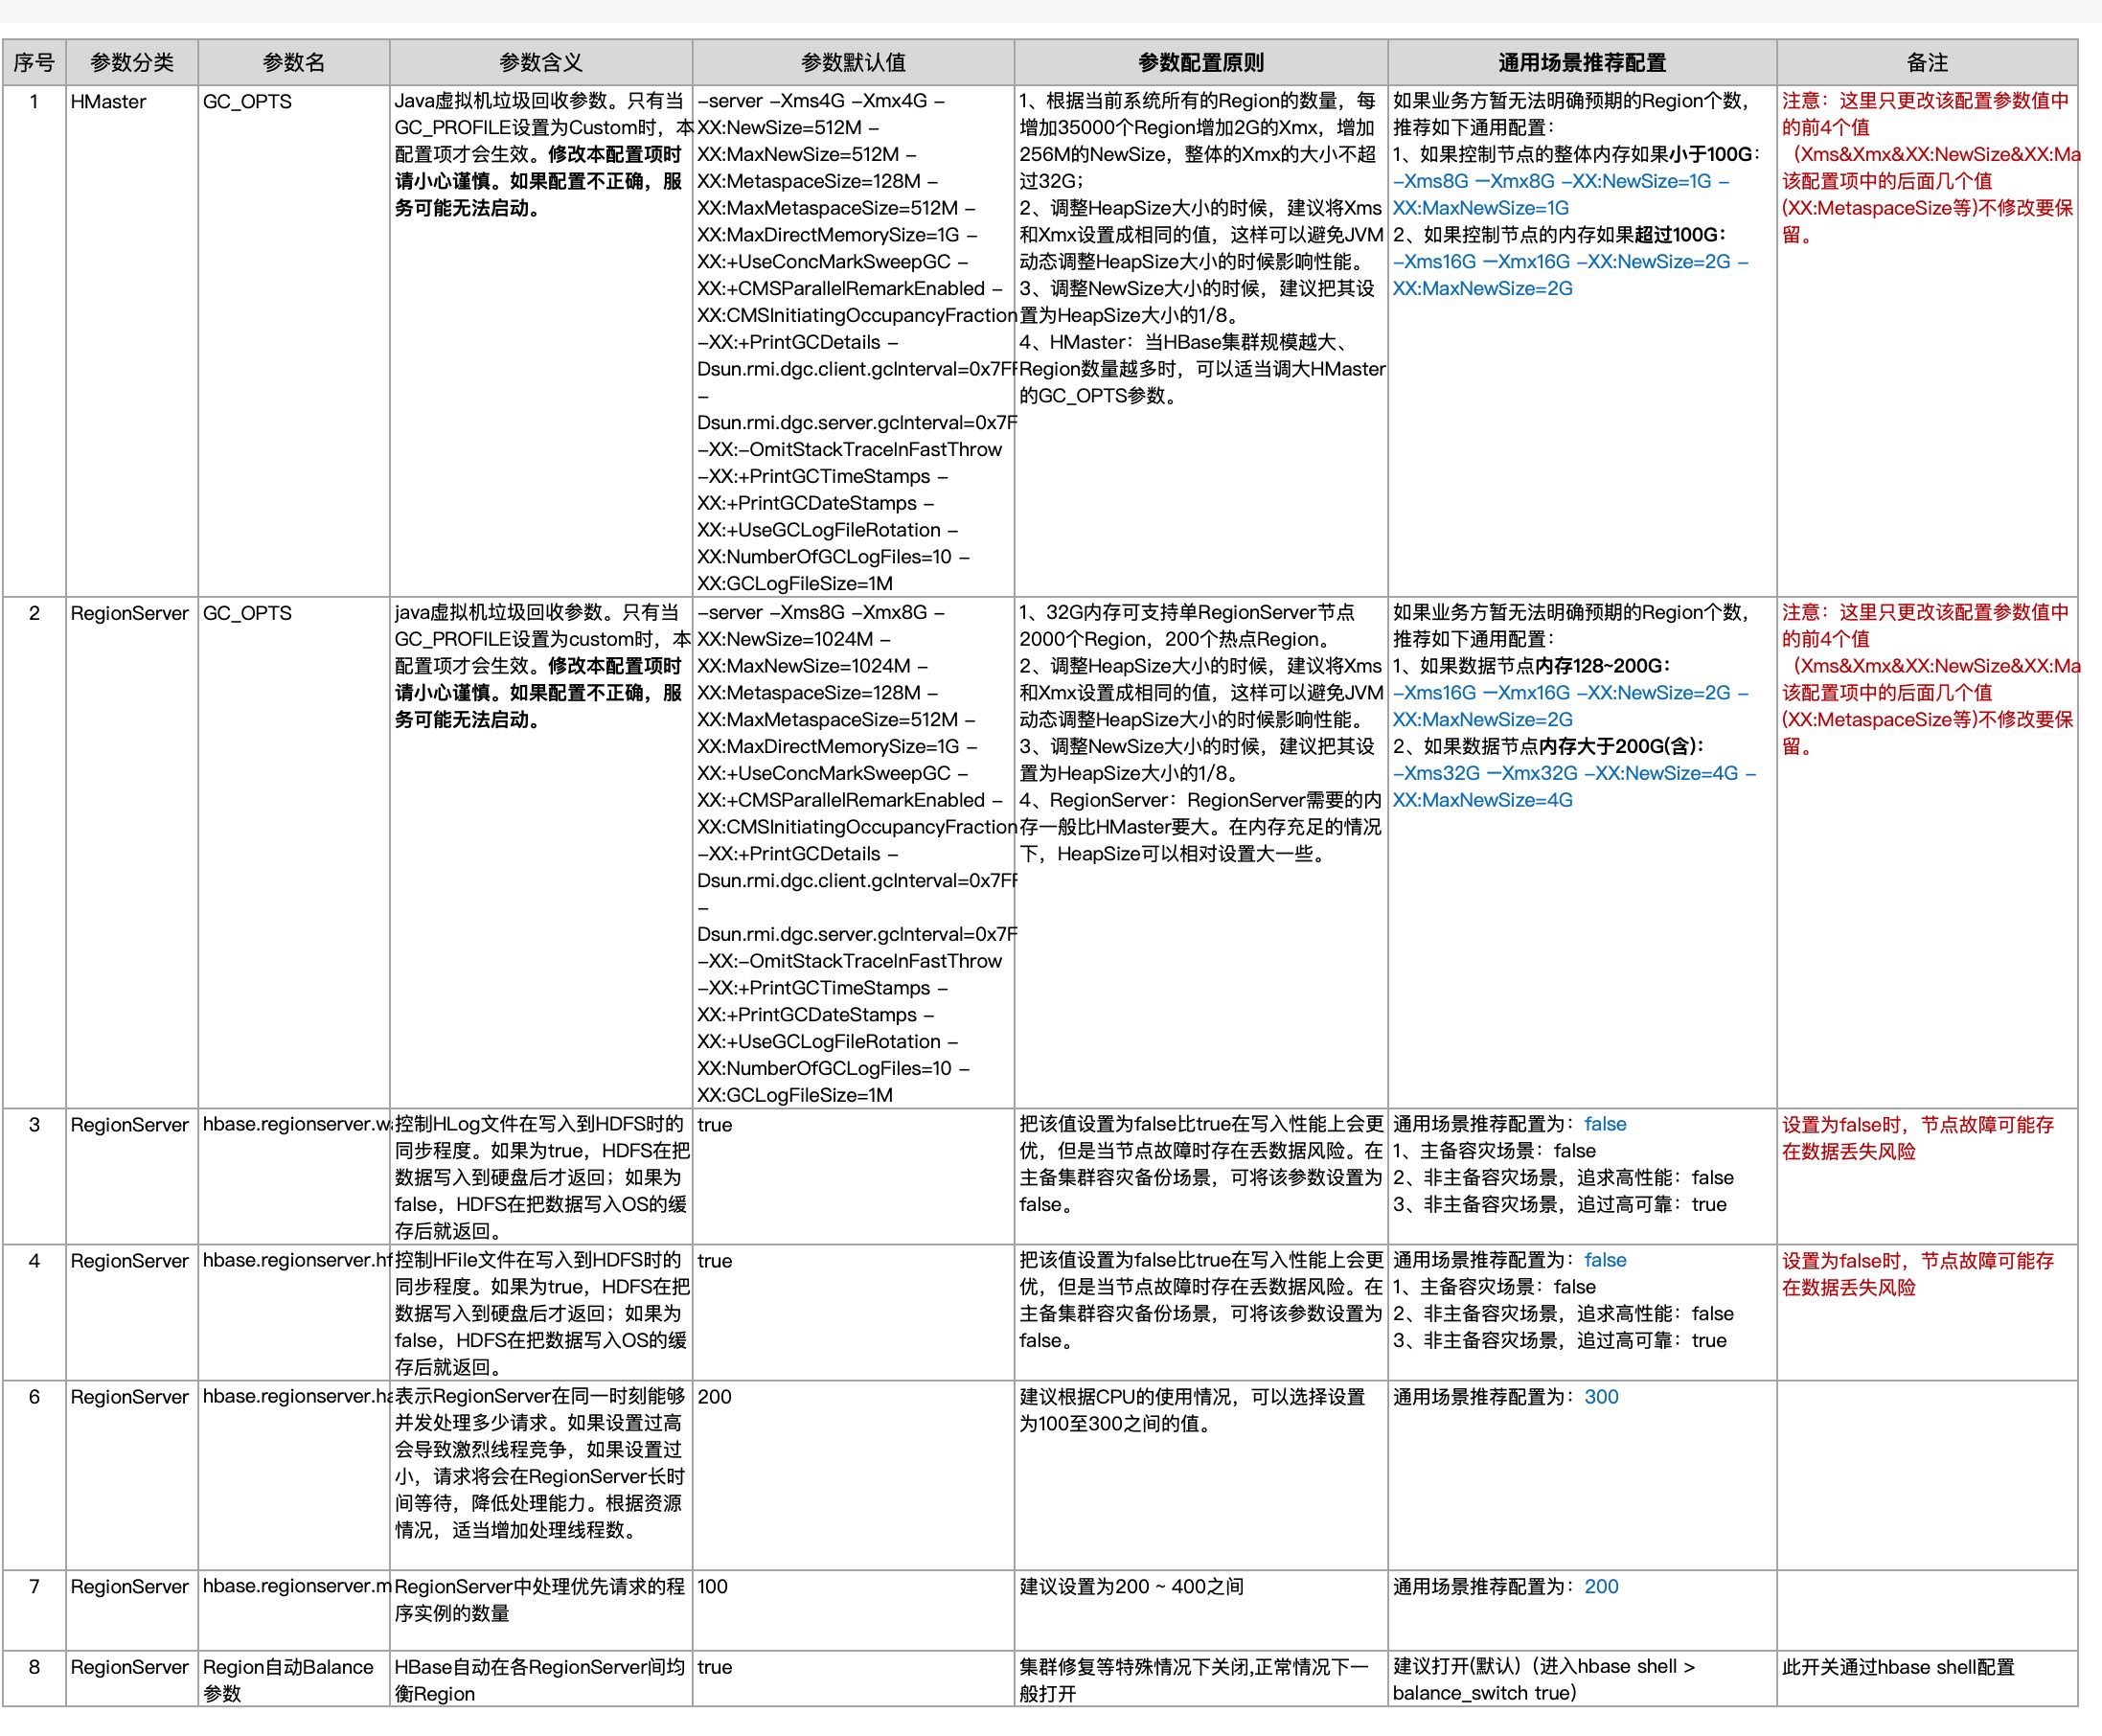 序号
参数分类
参数名
参数含义
参数默认值
参数配置原则
通用场景推荐配置
备注
1
HMaster
GC_OPTS
Java虚拟机垃圾回收参数。只有当
GC_PROFILE设置为Custom时，本
配置项才会生效。修改本配置项时
请小心谨慎。如果配置不正确，服
务可能无法启动。
-server -Xms4G -Xmx4G -
XX:NewSize=512M -
XX:MaxNewSize=512M -
XX:MetaspaceSize=128M -
XX:MaxMetaspaceSize=512M -
XX:MaxDirectMemorySize=1G -
XX:+UseConcMarkSweepGC -
XX:+CMSParallelRemarkEnabled -
XX:CMSInitiatingOccupancyFraction
-XX:+PrintGCDetails -
Dsun.rmi.dgc.client.gcInterval=0x7FF
-
Dsun.rmi.dgc.server.gcInterval=0x7F
-XX:-OmitStackTraceInFastThrow
-XX:+PrintGCTimeStamps -
XX:+PrintGCDateStamps -
XX:+UseGCLogFileRotation -
XX:NumberOfGCLogFiles=10 -
XX:GCLogFileSize=1M
1、根据当前系统所有的Region的数量，每
增加35000个Region增加2G的Xmx，增加
256M的NewSize，整体的Xmx的大小不超
过32G；
2、调整HeapSize大小的时候，建议将Xms
和Xmx设置成相同的值，这样可以避免JVM
动态调整HeapSize大小的时候影响性能。
3、调整NewSize大小的时候，建议把其设
置为HeapSize大小的1/8。
4、HMaster：当HBase集群规模越大、
Region数量越多时，可以适当调大HMaster
的GC_OPTS参数。
如果业务方暂无法明确预期的Region个数，
推荐如下通用配置：
1、如果控制节点的整体内存如果小于100G：
-Xms8G —Xmx8G -XX:NewSize=1G -
XX:MaxNewSize=1G
2、如果控制节点的内存如果超过100G：
-Xms16G —Xmx16G -XX:NewSize=2G -
XX:MaxNewSize=2G
注意：这里只更改该配置参数值中
的前4个值
（Xms&Xmx&XX:NewSize&XX:Ma
该配置项中的后面几个值
(XX:MetaspaceSize等)不修改要保
留。
2
RegionServer
GC_OPTS
java虚拟机垃圾回收参数。只有当
GC_PROFILE设置为custom时，本
配置项才会生效。修改本配置项时
请小心谨慎。如果配置不正确，服
务可能无法启动。
-server -Xms8G -Xmx8G -
XX:NewSize=1024M -
XX:MaxNewSize=1024M -
XX:MetaspaceSize=128M -
XX:MaxMetaspaceSize=512M -
XX:MaxDirectMemorySize=1G -
XX:+UseConcMarkSweepGC -
XX:+CMSParallelRemarkEnabled -
XX:CMSInitiatingOccupancyFraction
-XX:+PrintGCDetails -
Dsun.rmi.dgc.client.gcInterval=0x7FF
-
Dsun.rmi.dgc.server.gcInterval=0x7F
-XX:-OmitStackTraceInFastThrow
-XX:+PrintGCTimeStamps -
XX:+PrintGCDateStamps -
XX:+UseGCLogFileRotation -
XX:NumberOfGCLogFiles=10 -
XX:GCLogFileSize=1M
1、32G内存可支持单RegionServer节点
2000个Region，200个热点Region。
2、调整HeapSize大小的时候，建议将Xms
和Xmx设置成相同的值，这样可以避免JVM
动态调整HeapSize大小的时候影响性能。
3、调整NewSize大小的时候，建议把其设
置为HeapSize大小的1/8。
4、RegionServer：RegionServer需要的内
存一般比HMaster要大。在内存充足的情况
下，HeapSize可以相对设置大一些。
如果业务方暂无法明确预期的Region个数，
推荐如下通用配置：
1、如果数据节点内存128~200G：
-Xms16G —Xmx16G -XX:NewSize=2G -
XX:MaxNewSize=2G
2、如果数据节点内存大于200G(含)：
-Xms32G —Xmx32G -XX:NewSize=4G -
XX:MaxNewSize=4G
注意：这里只更改该配置参数值中
的前4个值
（Xms&Xmx&XX:NewSize&XX:Ma
该配置项中的后面几个值
(XX:MetaspaceSize等)不修改要保
留。
3
RegionServer
hbase.regionserver.wa
控制HLog文件在写入到HDFS时的
同步程度。如果为true，HDFS在把
数据写入到硬盘后才返回；如果为
false，HDFS在把数据写入OS的缓
存后就返回。
true
把该值设置为false比true在写入性能上会更
优，但是当节点故障时存在丢数据风险。在
主备集群容灾备份场景，可将该参数设置为
false。
通用场景推荐配置为：false
1、主备容灾场景：false
2、非主备容灾场景，追求高性能：false
3、非主备容灾场景，追过高可靠：true
设置为false时，节点故障可能存
在数据丢失风险
4
RegionServer
hbase.regionserver.hf
控制HFile文件在写入到HDFS时的
同步程度。如果为true，HDFS在把
数据写入到硬盘后才返回；如果为
false，HDFS在把数据写入OS的缓
存后就返回。
true
把该值设置为false比true在写入性能上会更
优，但是当节点故障时存在丢数据风险。在
主备集群容灾备份场景，可将该参数设置为
false。
通用场景推荐配置为：false
1、主备容灾场景：false
2、非主备容灾场景，追求高性能：false
3、非主备容灾场景，追过高可靠：true
设置为false时，节点故障可能存
在数据丢失风险
6
RegionServer
hbase.regionserver.ha
表示RegionServer在同一时刻能够
并发处理多少请求。如果设置过高
会导致激烈线程竞争，如果设置过
小，请求将会在RegionServer长时
间等待，降低处理能力。根据资源
情况，适当增加处理线程数。
200
建议根据CPU的使用情况，可以选择设置
为100至300之间的值。
通用场景推荐配置为：300
7
RegionServer
hbase.regionserver.m
RegionServer中处理优先请求的程
序实例的数量
100
建议设置为200 ~ 400之间
通用场景推荐配置为：200
8
RegionServer
Region自动Balance
参数
HBase自动在各RegionServer间均
衡Region
true
集群修复等特殊情况下关闭,正常情况下一
般打开
建议打开(默认)（进入hbase shell >
balance_switch true）
此开关通过hbase shell配置